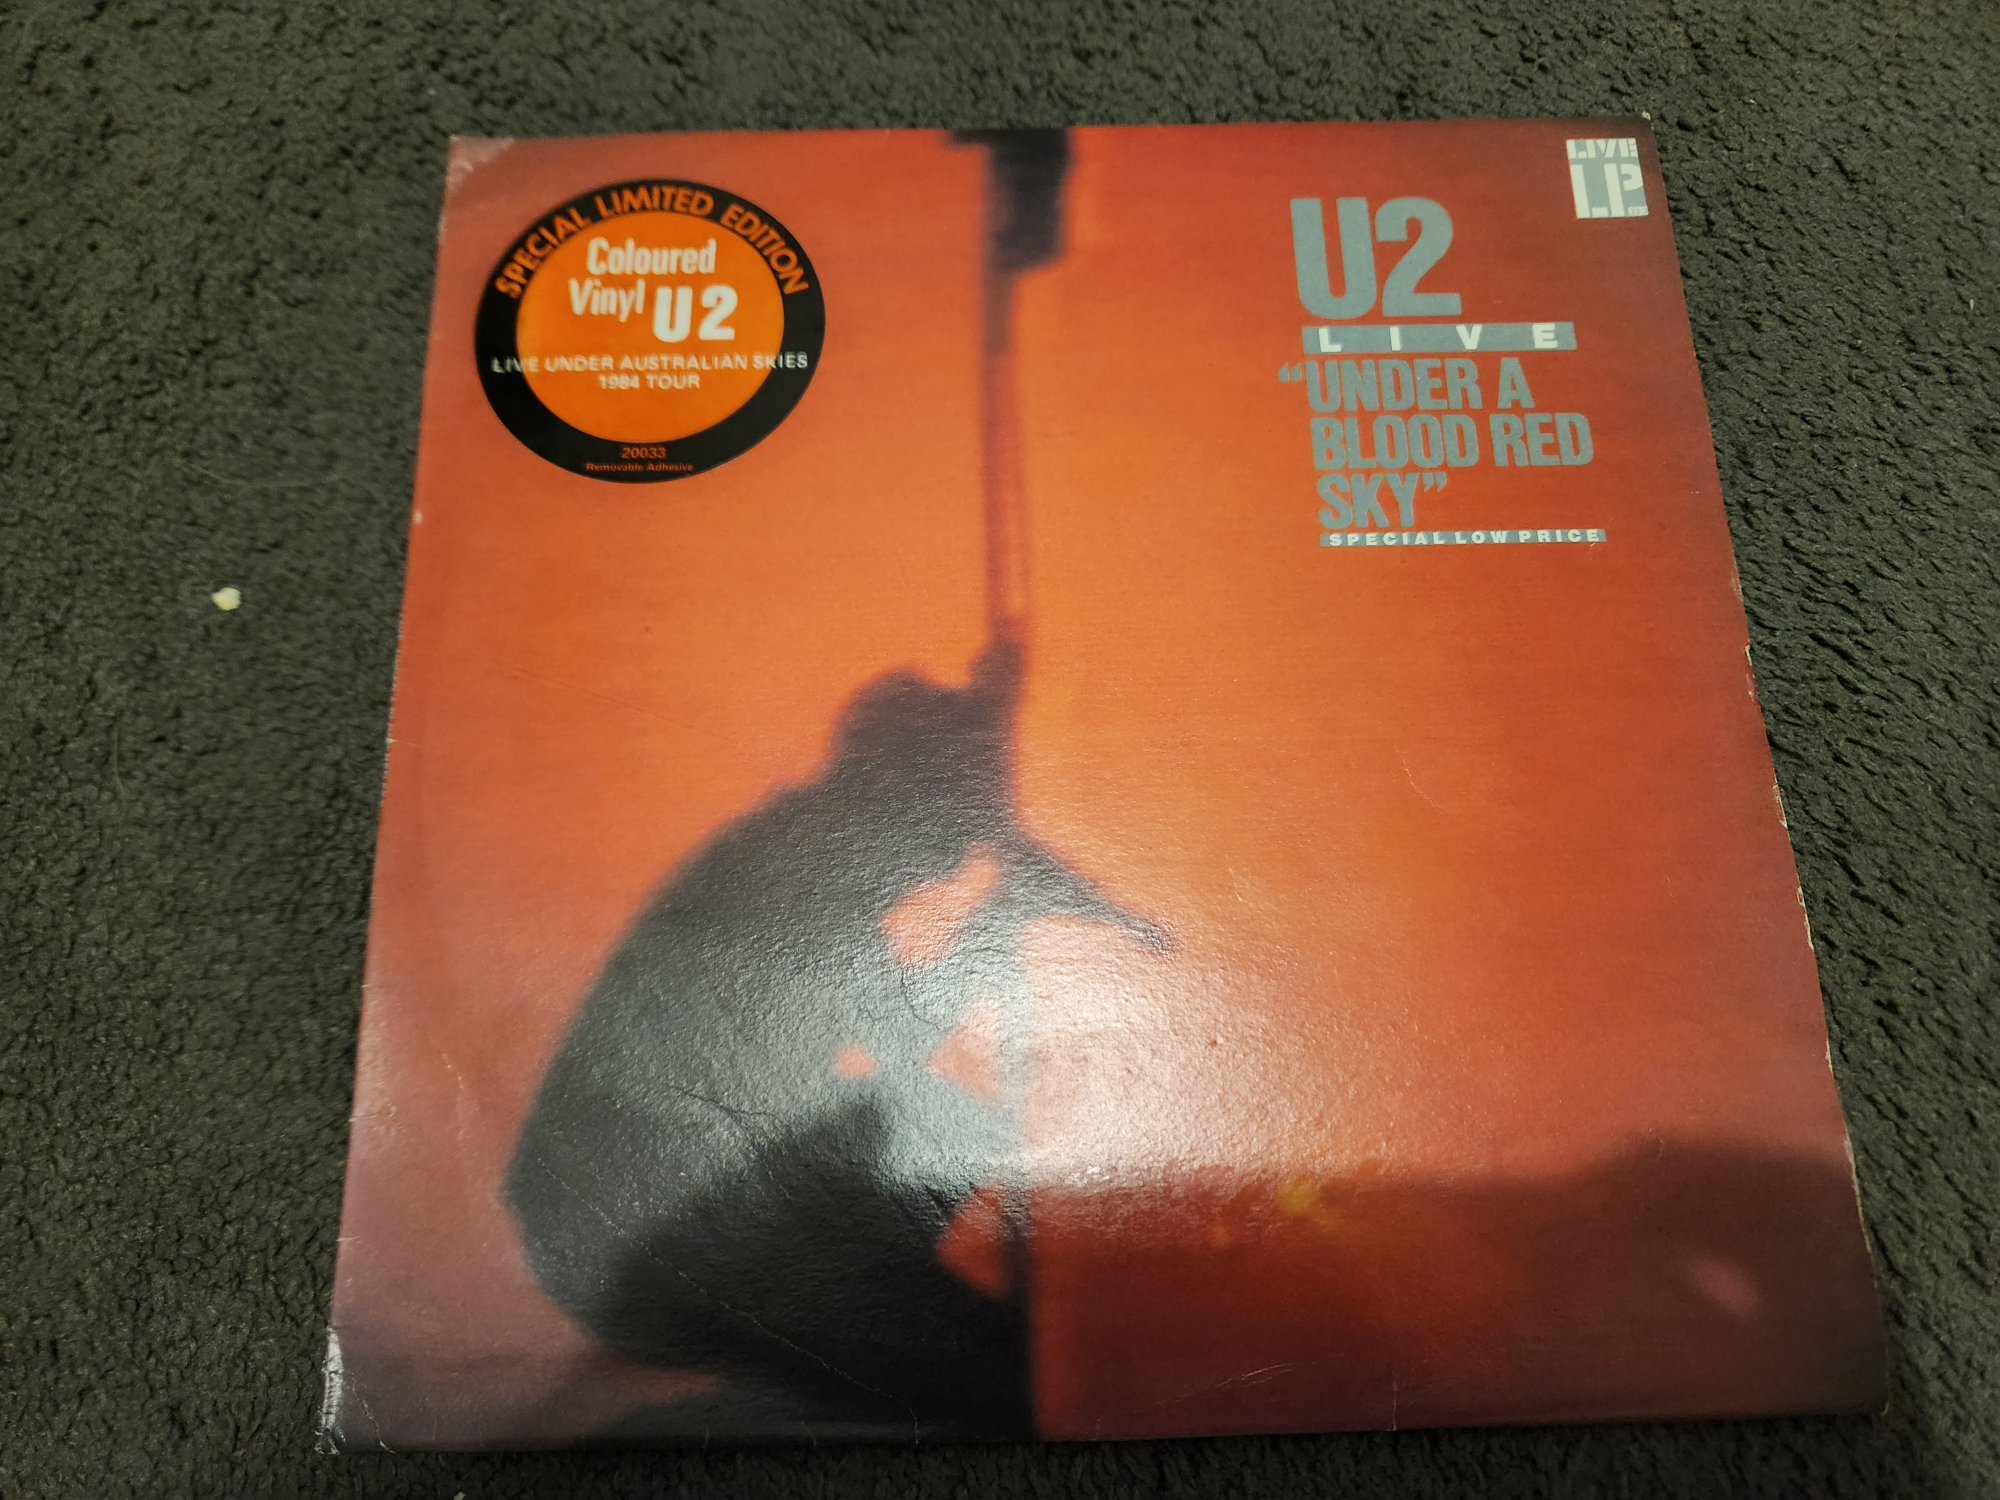 SPECIAL LIMITED EDITION
Coloured
Vinyl U2
LIVE UNDER AUSTRALIAN SKIES
1984 TOUR
20033
Removable Adhesive
LIVE
LP
U2
LIVE
"UNDER A
BLOOD RED
SKY"
SPECIAL LOW PRICE